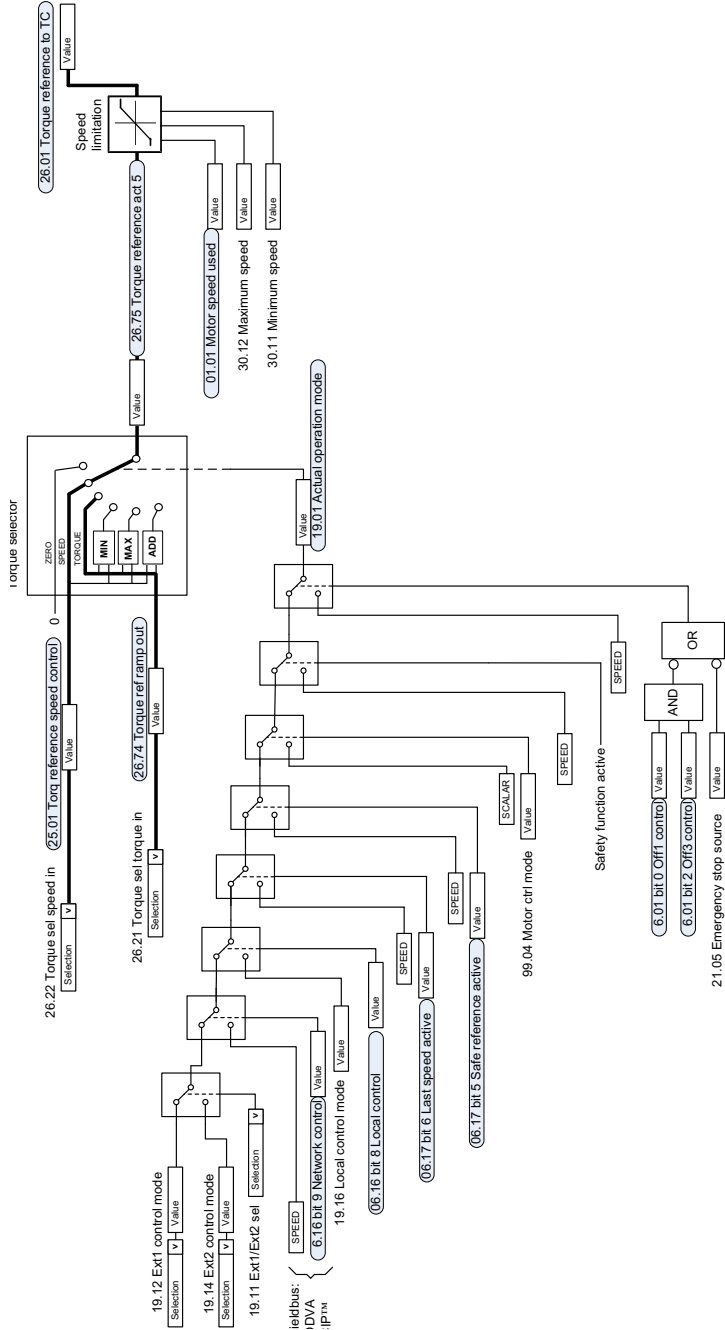 Torque selector
26.22 Torque sel speed in
Selection
v
25.01 Torq reference speed control
Value
0
ZERO
SPEED
TORQUE
MIN
MAX
ADD
26.21 Torque sel torque in
Selection
v
26.74 Torque ref ramp out
Value
Value
26.75 Torque reference act 5
Speed
limitation
26.01 Torque reference to TC
Value
01.01 Motor speed used
Value
30.12 Maximum speed
Value
30.11 Minimum speed
Value
19.12 Ext1 control mode
Selection
v
Value
19.14 Ext2 control mode
Selection
v
Value
19.11 Ext1/Ext2 sel
Selection
v
ieldbus:
ODVA
CIP™
SPEED
6.16 bit 9 Network control
Value
19.16 Local control mode
Value
06.16 bit 8 Local control
Value
SPEED
06.17 bit 6 Last speed active
Value
SPEED
06.17 bit 5 Safe reference active
Value
SCALAR
99.04 Motor ctrl mode
Value
SPEED
Safety function active
SPEED
Value
19.01 Actual operation mode
6.01 bit 0 Off1 control
Value
6.01 bit 2 Off3 control
Value
21.05 Emergency stop source
Value
AND
OR